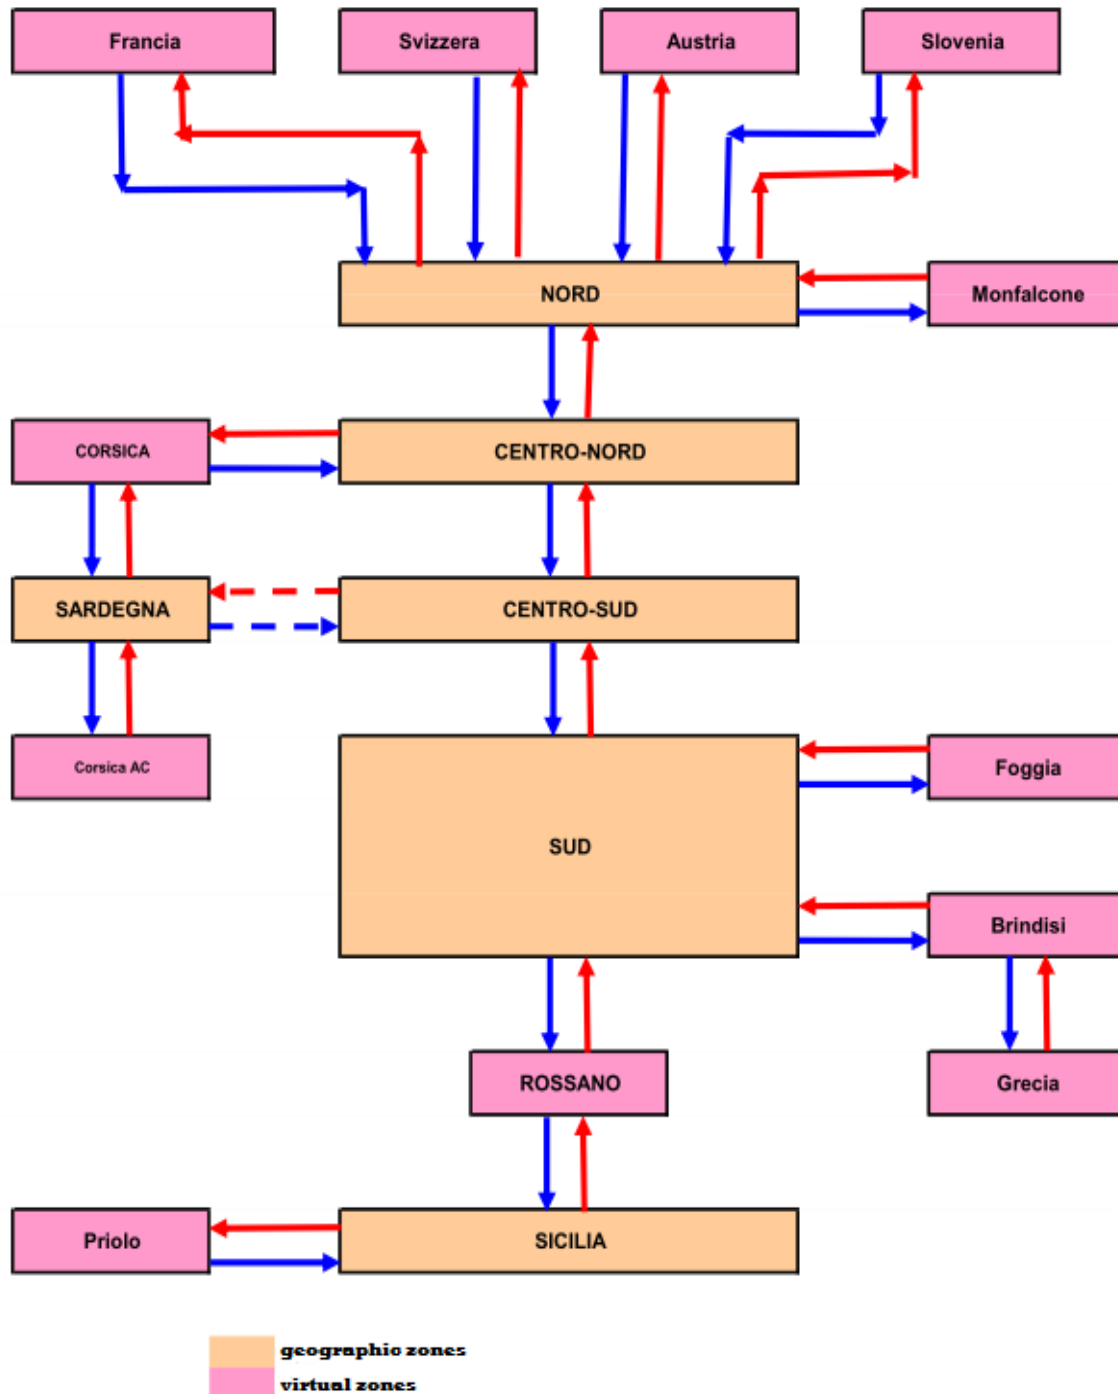 Francia
Svizzera
Austria
Slovenia
NORD
Monfalcone
CORSICA
CENTRO-NORD
SARDEGNA
CENTRO-SUD
Corsica AC
SUD
Foggia
Brindisi
ROSSANO
Grecia
Priolo
SICILIA
geographic zones
virtual zones